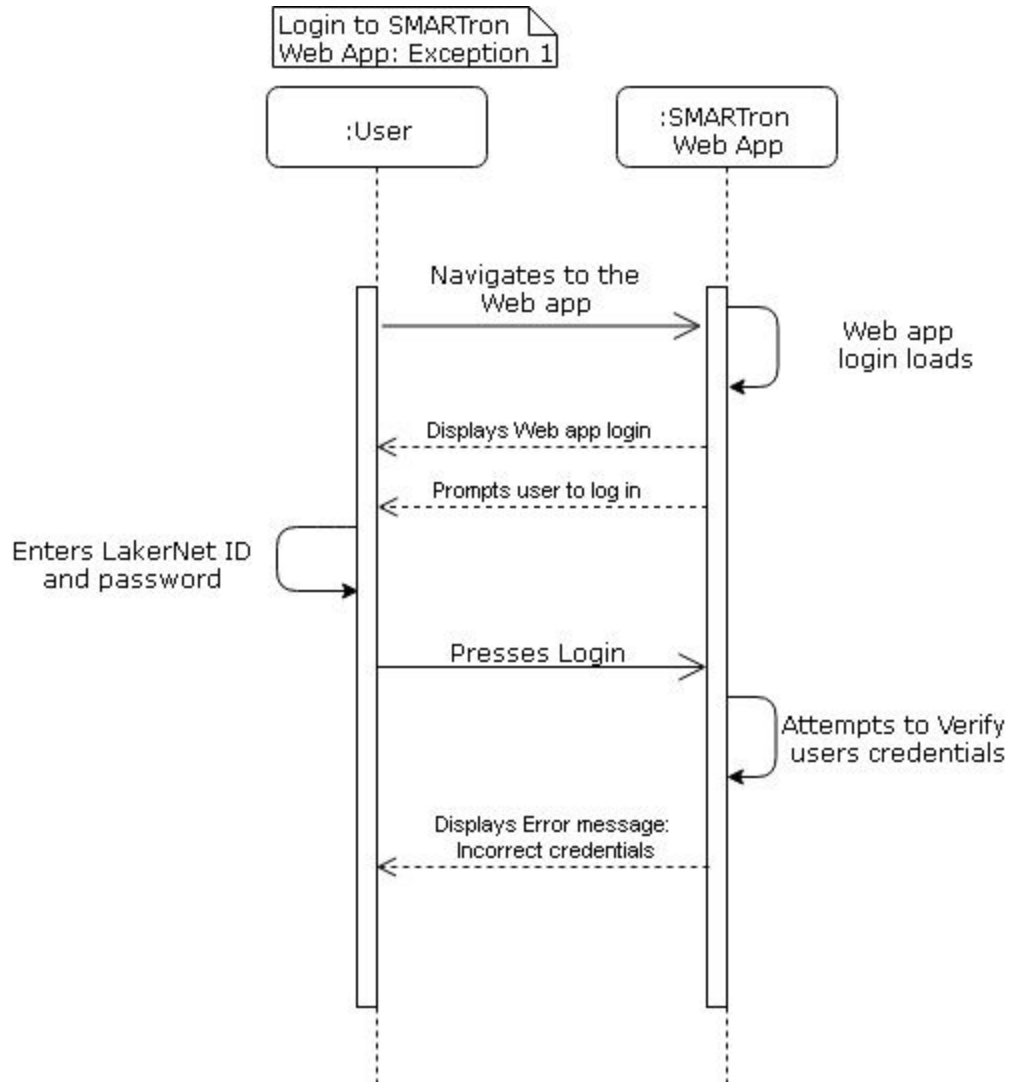 Login to SMARTron
Web App: Exception 1
:User
:SMARTron
Web App
Navigates to the
Web app
Web app
login loads
Displays Web app login
Prompts user to log in
Enters LakerNet ID
and password
Presses Login
Attempts to Verify
users credentials
Displays Error message:
Incorrect credentials